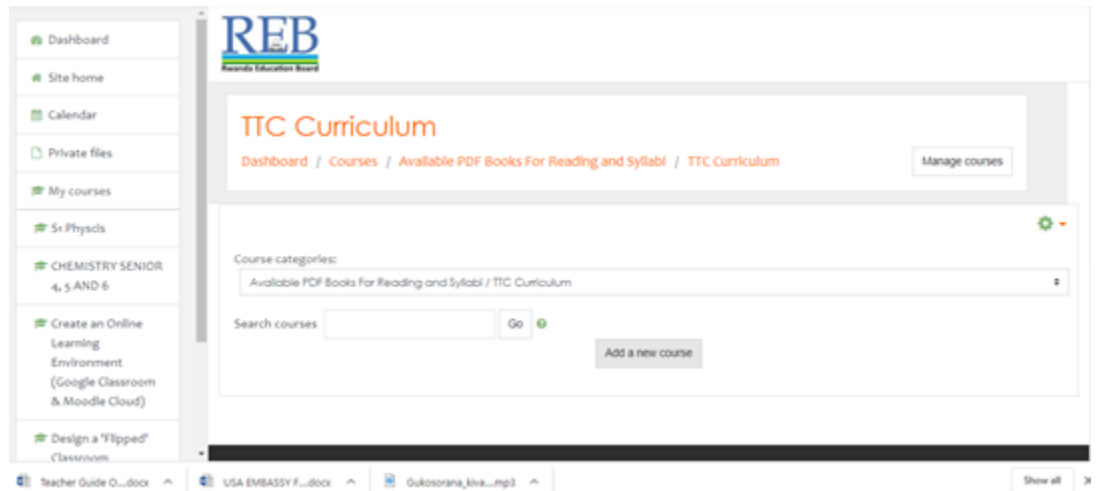 Dashboard
Site home
Calendar
Private files
My courses
S1 Physcis
CHEMISTRY SENIOR
4, 5 AND 6
Create an Online
Learning
Environment
(Google Classroom
& Moodle Cloud)
Design a 'Flipped'
Classroom
REB
Rwanda Education Board
TTC Curriculum
Dashboard / Courses / Available PDF Books For Reading and Syllabi / TTC Curriculum
Manage courses
Course categories:
Available PDF Books For Reading and Syllabi / TTC Curriculum
Search courses
Go
Add a new course
Teacher Guide O....docx
USA EMBASSY F....docx
Gukosorana_kiva....mp3
Show all